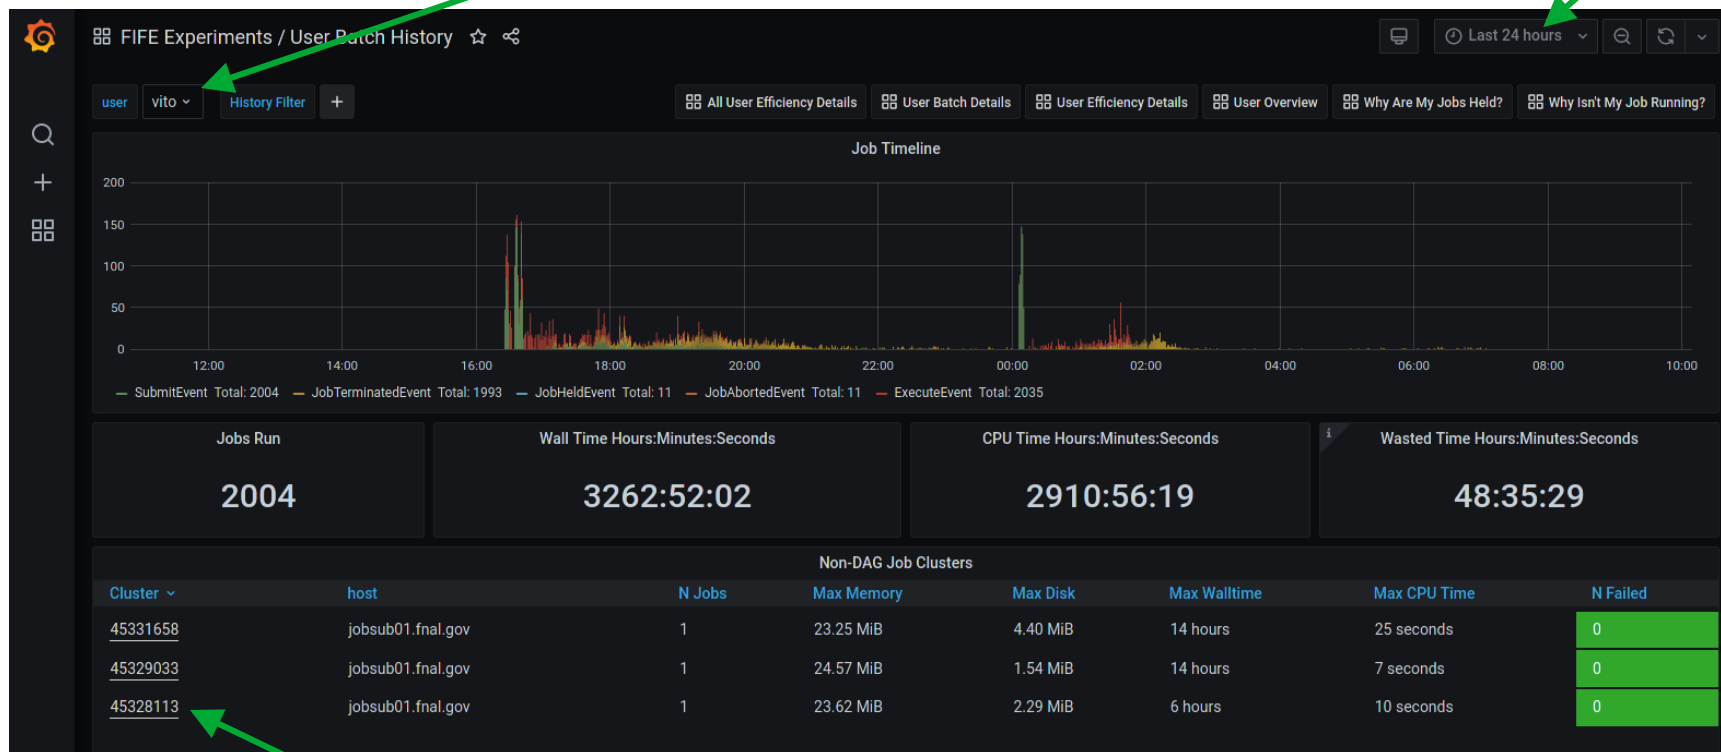 FIFE Experiments / User Batch History
Last 24 hours
user vito History Filter +
All User Efficiency Details User Batch Details User Efficiency Details User Overview Why Are My Jobs Held? Why Isn't My Job Running?
Job Timeline
200
150
100
50
0
12:00 14:00 16:00 18:00 20:00 22:00 00:00 02:00 04:00 06:00 08:00 10:00
SubmitEvent Total: 2004 JobTerminatedEvent Total: 1993 JobHeldEvent Total: 11 JobAbortedEvent Total: 11 ExecuteEvent Total: 2035
Jobs Run
2004
Wall Time Hours:Minutes:Seconds
3262:52:02
CPU Time Hours:Minutes:Seconds
2910:56:19
i
Wasted Time Hours:Minutes:Seconds
48:35:29
Non-DAG Job Clusters
Cluster host N Jobs Max Memory Max Disk Max Walltime Max CPU Time N Failed
45331658 jobsub01.fnal.gov 1 23.25 MiB 4.40 MiB 14 hours 25 seconds 0
45329033 jobsub01.fnal.gov 1 24.57 MiB 1.54 MiB 14 hours 7 seconds 0
45328113 jobsub01.fnal.gov 1 23.62 MiB 2.29 MiB 6 hours 10 seconds 0